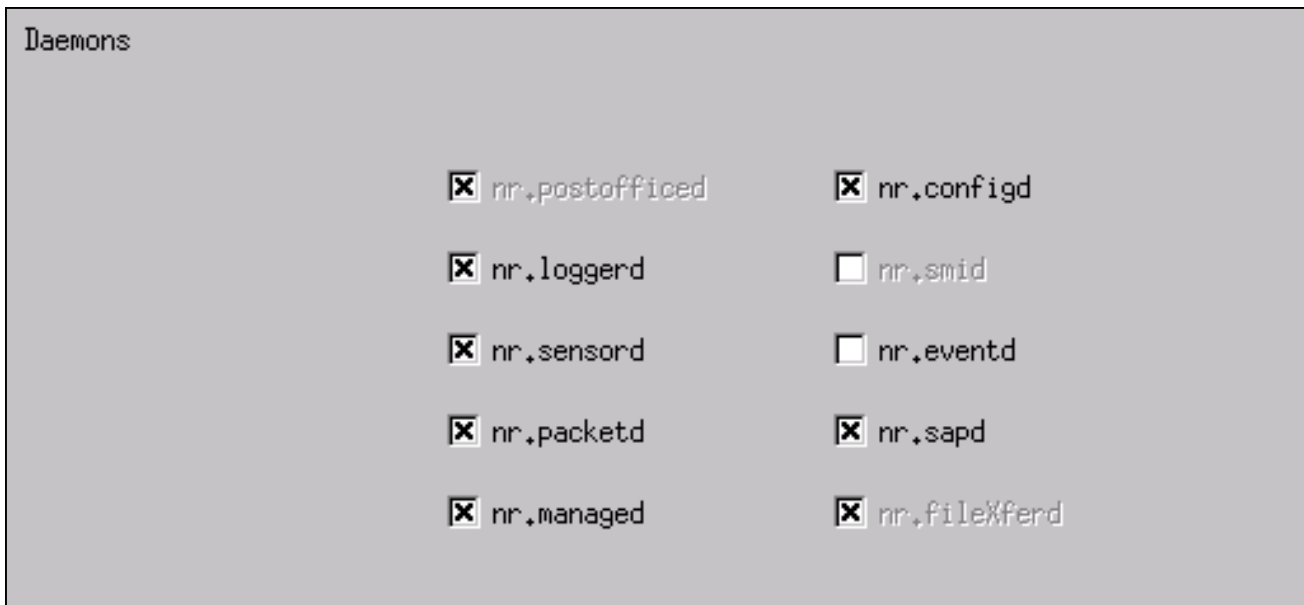 Daemons
nr.postofficed nr.configd
nr.loggerd nr.smid
nr.sensord nr.eventd
nr.packetd nr.sapd
nr.managed nr.fileXferd